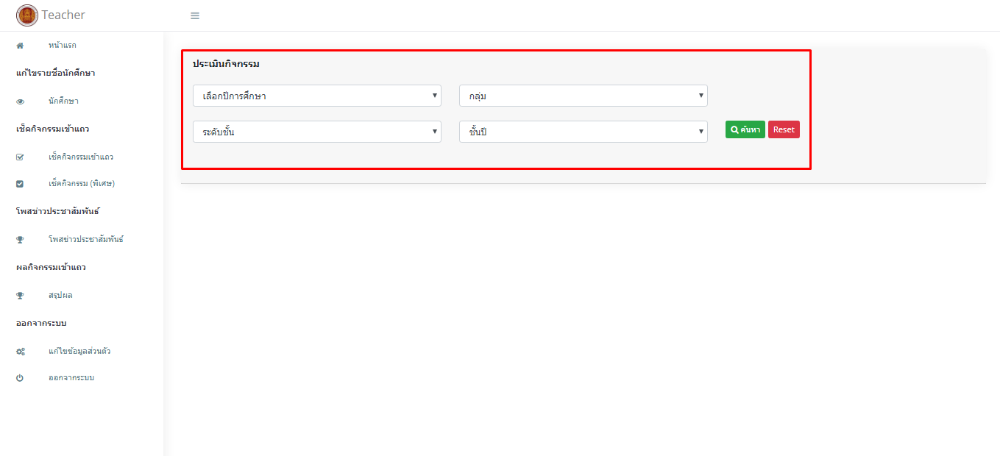 Teacher
หน้าแรก
แก้ไขรายชื่อนักศึกษา
นักศึกษา
เช็คกิจกรรมเข้าแถว
เช็คกิจกรรมเข้าแถว
เช็คกิจกรรม (พิเศษ)
โพสข่าวประชาสัมพันธ์
โพสข่าวประชาสัมพันธ์
ผลกิจกรรมเข้าแถว
สรุปผล
ออกจากระบบ
แก้ไขข้อมูลส่วนตัว
ออกจากระบบ
ประเมินกิจกรรม
เลือกปีการศึกษา กลุ่ม
ระดับชั้น ชั้นปี ค้นหา Reset